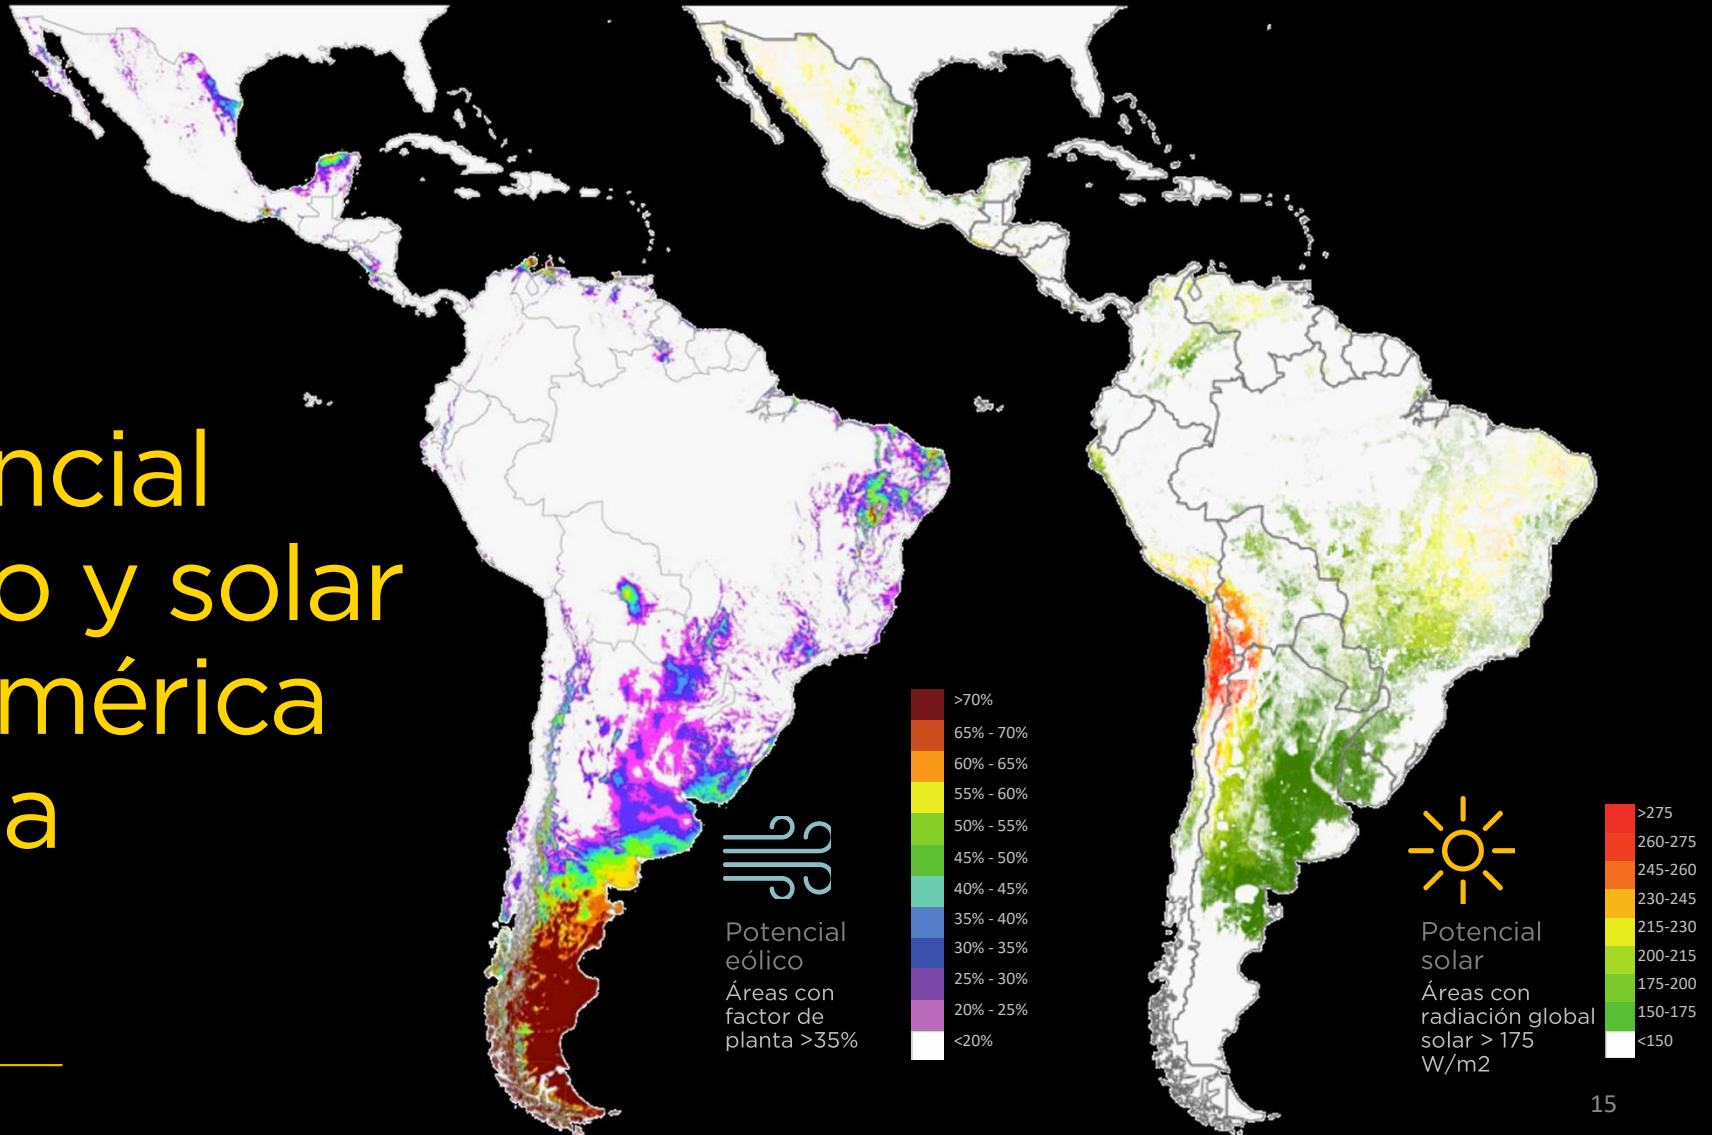 ncial
o y solar
mérica
a
>70%
65% - 70%
60% - 65%
55% - 60%
50% - 55%
45% - 50%
40% - 45%
35% - 40%
30% - 35%
25% - 30%
20% - 25%
<20%
Potencial
eólico
Áreas con
factor de
planta >35%
Potencial
solar
Áreas con
radiación global
solar > 175
W/m2
>275
260-275
245-260
230-245
215-230
200-215
175-200
150-175
<150
15